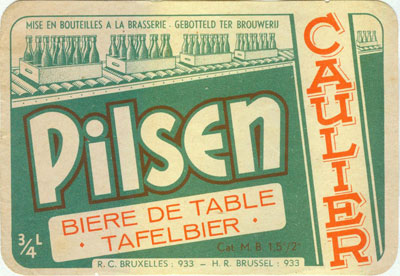 MISE EN BOUTEILLES A LA BRASSERIE - GEBOTTELD TER BROUWERIJ
CAULIER
Pilsen
BIERE DE TABLE
· TAFELBIER ·
3/4 L
Cat. M. B. 1,5/2°
R. C. BRUXELLES : 933 — H. R. BRUSSEL : 933